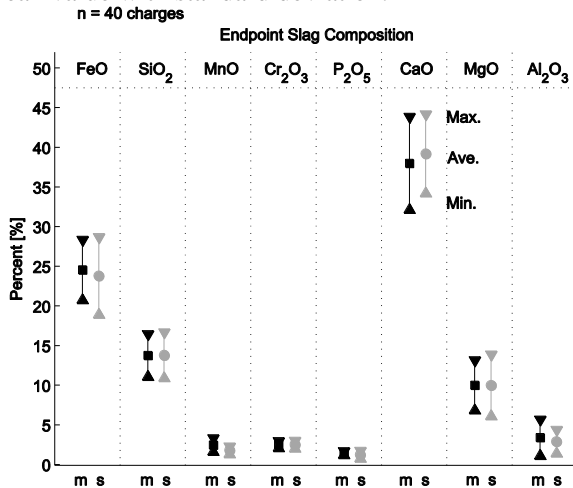 n = 40 charges
Endpoint Slag Composition
FeO SiO2 MnO Cr2O3 P2O5 CaO MgO Al2O3
50
45
40
35
30
25
20
15
10
5
0
Percent [%]
Max.
Ave.
Min.
m s m s m s m s m s m s m s m s